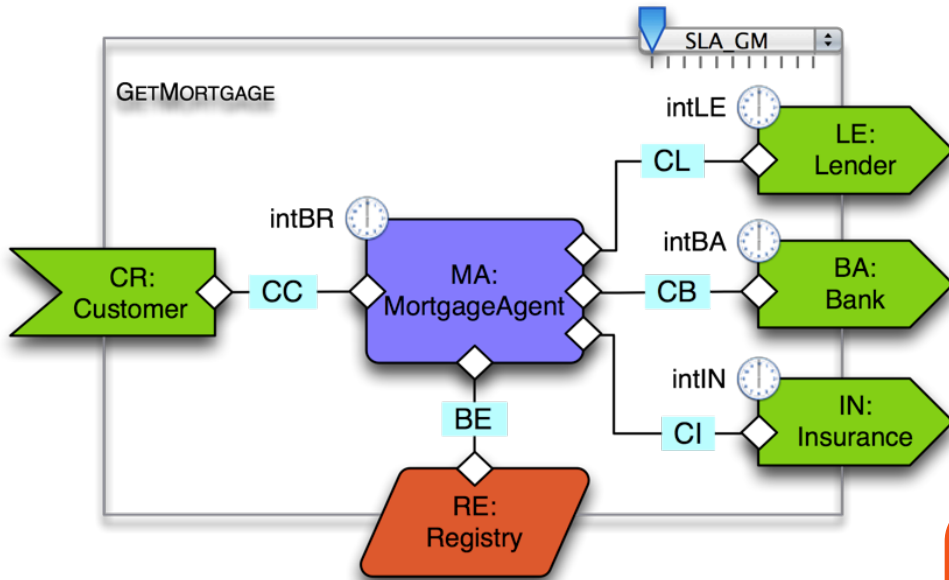 SLA_GM
GETMORTGAGE
intLE
LE:
Lender
CL
intBR
intBA
CR:
Customer
CC
MA:
MortgageAgent
CB
BA:
Bank
intIN
BE
CI
IN:
Insurance
RE:
Registry